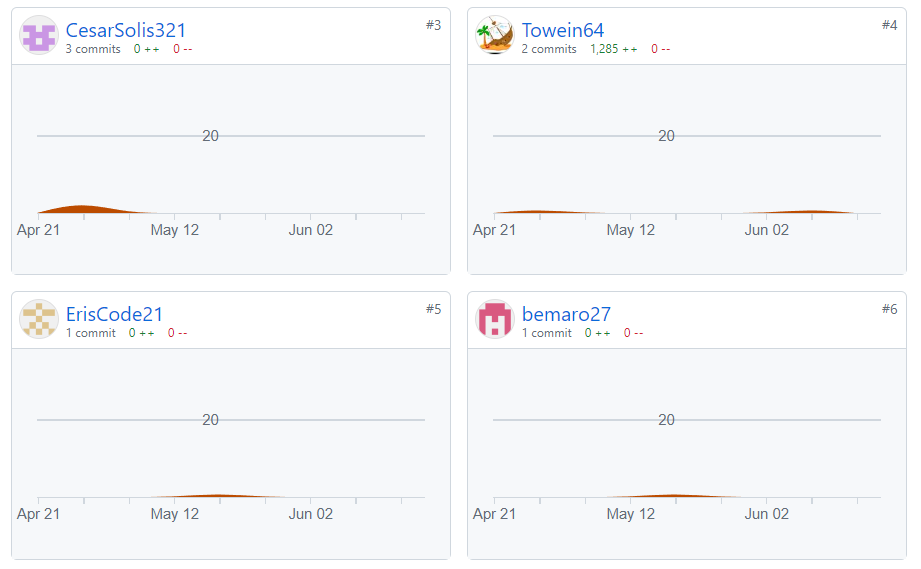 CesarSolis321 #3
3 commits 0 ++ 0 --
20
Apr 21 May 12 Jun 02
Towein64 #4
2 commits 1,285 ++ 0 --
20
Apr 21 May 12 Jun 02
ErisCode21 #5
1 commit 0 ++ 0 --
20
Apr 21 May 12 Jun 02
bemaro27 #6
1 commit 0 ++ 0 --
20
Apr 21 May 12 Jun 02